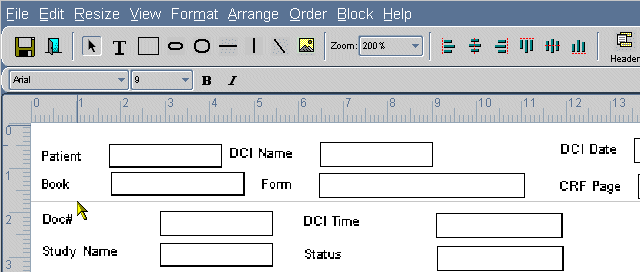 File Edit Resize View Format Arrange Order Block Help
T Zoom: 200% Header
Arial 9 B I
0 1 2 3 4 5 6 7 8 9 10 11 12 13
0
Patient DCI Name DCI Date
1
Book Form CRF Page
2
Doc# DCI Time
Study Name Status
3